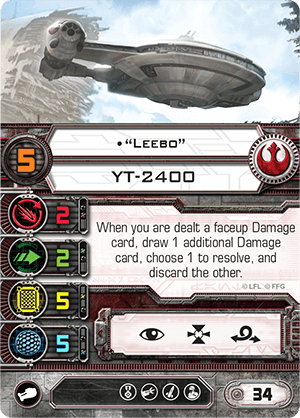 • “Leebo”
5
YT-2400
2
2
5
5
When you are dealt a faceup Damage
card, draw 1 additional Damage
card, choose 1 to resolve, and
discard the other.
©LFL ©FFG
34